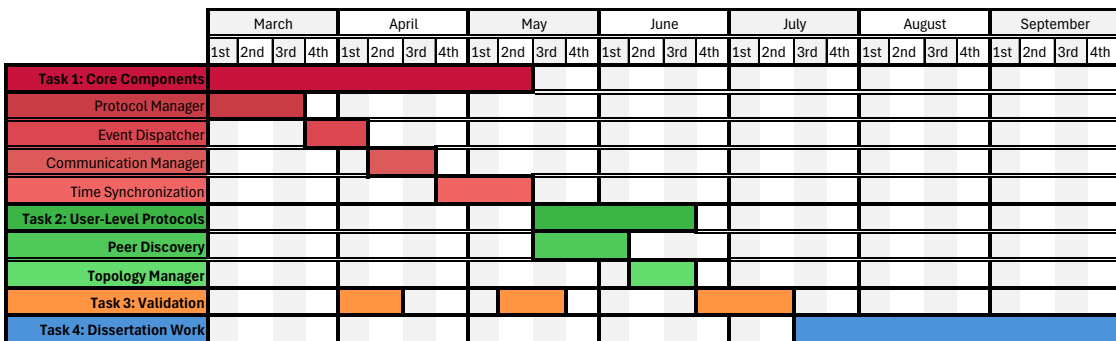 March April May June July August September
1st 2nd 3rd 4th 1st 2nd 3rd 4th 1st 2nd 3rd 4th 1st 2nd 3rd 4th 1st 2nd 3rd 4th 1st 2nd 3rd 4th 1st 2nd 3rd 4th
Task 1: Core Components
Protocol Manager
Event Dispatcher
Communication Manager
Time Synchronization
Task 2: User-Level Protocols
Peer Discovery
Topology Manager
Task 3: Validation
Task 4: Dissertation Work